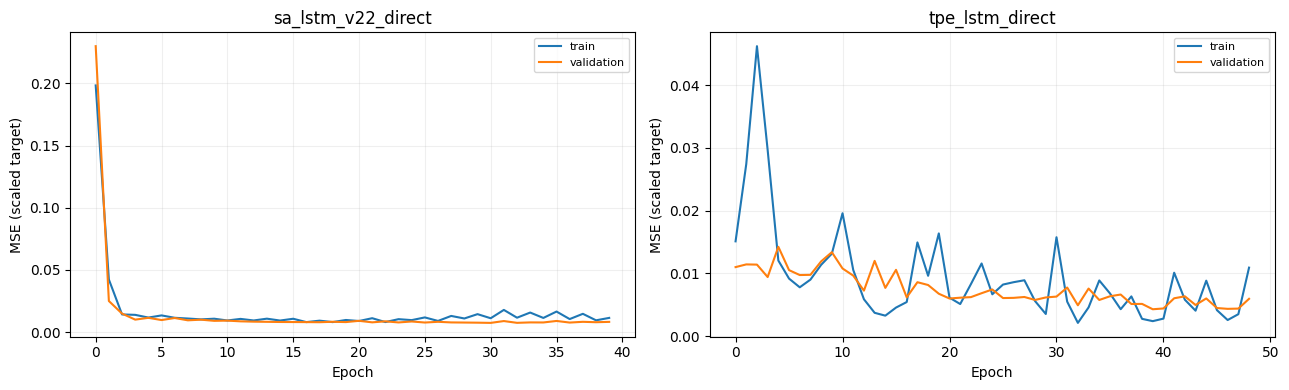 sa_lstm_v22_direct
train
validation
MSE (scaled target)
0.20
0.15
0.10
0.05
0.00
0 5 10 15 20 25 30 35 40
Epoch
tpe_lstm_direct
train
validation
MSE (scaled target)
0.04
0.03
0.02
0.01
0.00
0 10 20 30 40 50
Epoch